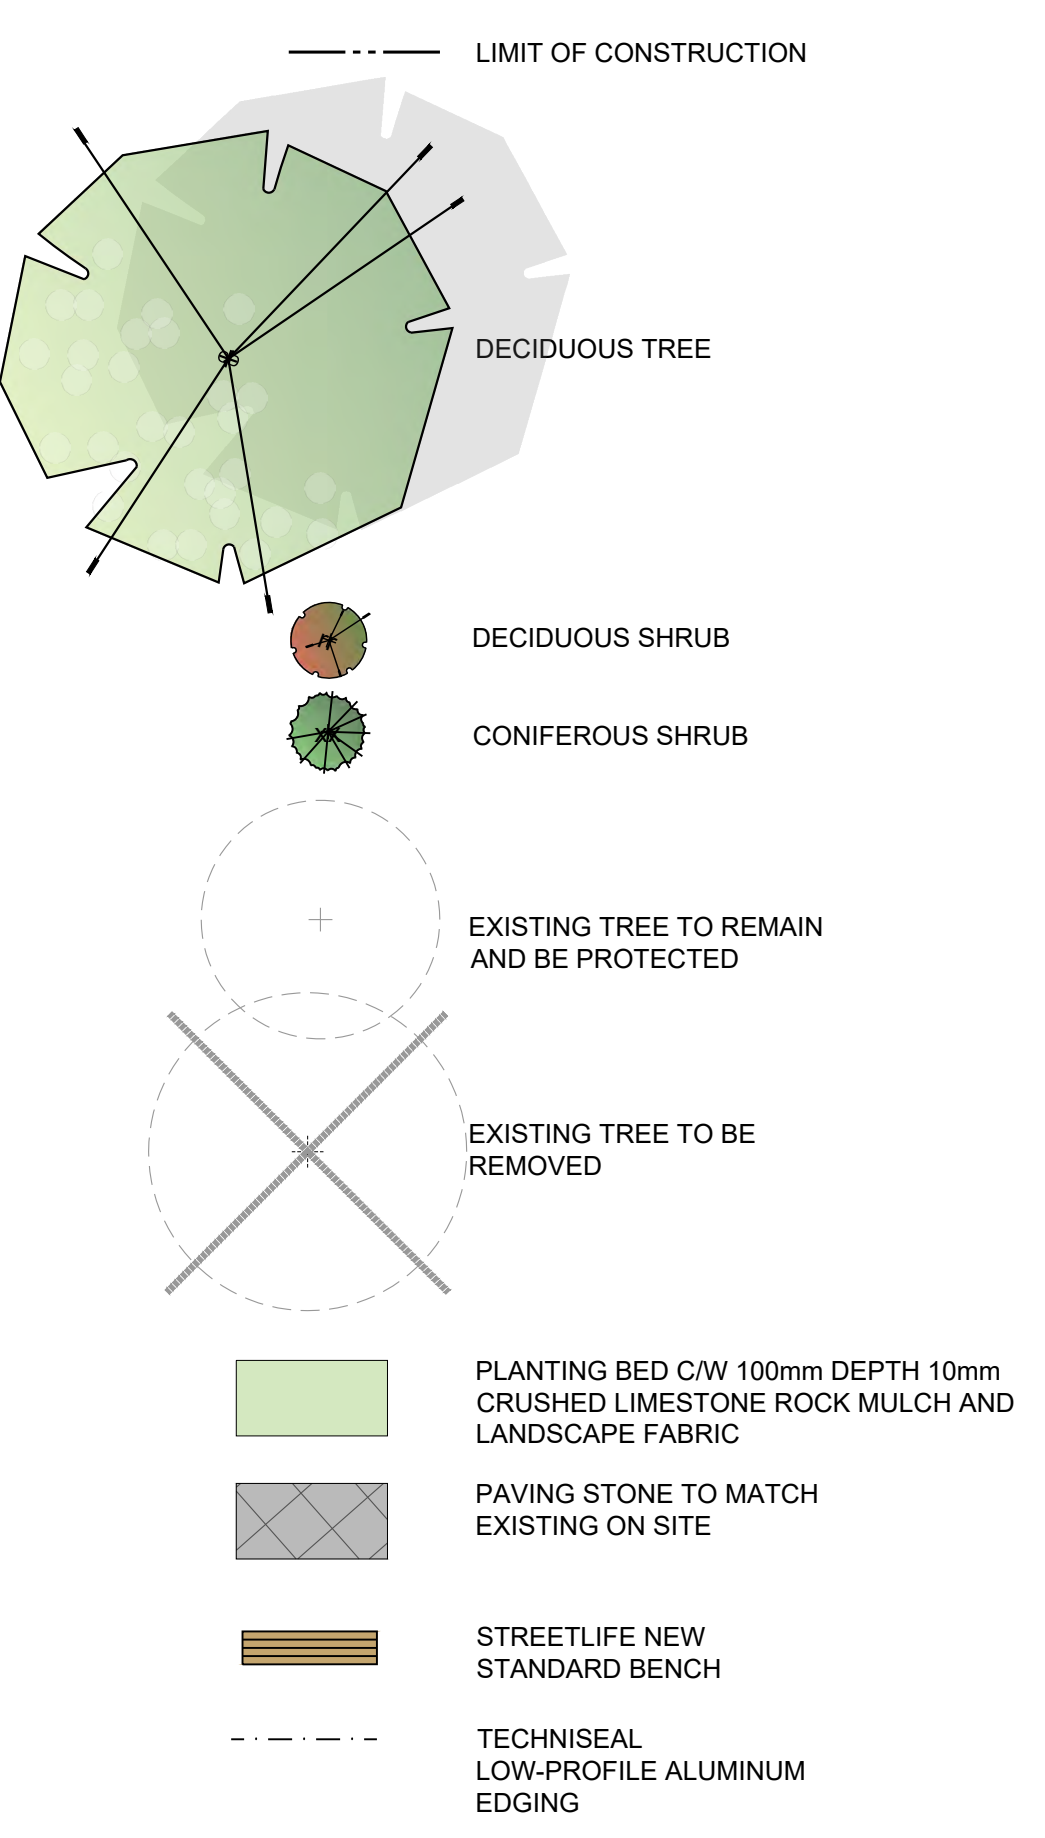 LIMIT OF CONSTRUCTION
DECIDUOUS TREE
DECIDUOUS SHRUB
CONIFEROUS SHRUB
EXISTING TREE TO REMAIN
AND BE PROTECTED
EXISTING TREE TO BE
REMOVED
PLANTING BED C/W 100mm DEPTH 10mm
CRUSHED LIMESTONE ROCK MULCH AND
LANDSCAPE FABRIC
PAVING STONE TO MATCH
EXISTING ON SITE
STREETLIFE NEW
STANDARD BENCH
TECHNISEAL
LOW-PROFILE ALUMINUM
EDGING